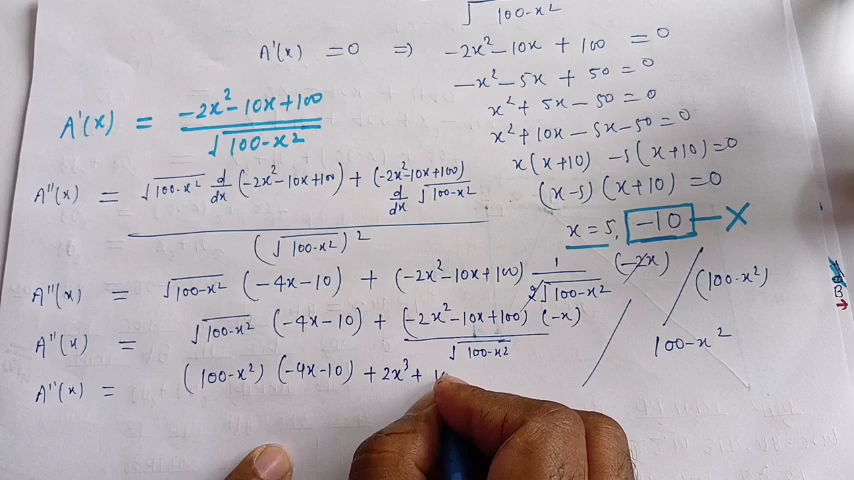 √100-x²
A'(x) = 0 ⇒ -2x² - 10x + 100 = 0
-x² - 5x + 50 = 0
x² + 5x - 50 = 0
x² + 10x - 5x - 50 = 0
x(x+10) - 5(x+10) = 0
(x-5)(x+10) = 0
x = 5, -10 — X
A'(x) = (-2x² - 10x + 100) / √100-x²
A''(x) = √100-x² d/dx (-2x² - 10x + 100) + (-2x² - 10x + 100) d/dx √100-x² / (√100-x²)²
A''(x) = √100-x² (-4x-10) + (-2x² - 10x + 100) 1/2√100-x² (-2x) / (100-x²)
A''(x) = √100-x² (-4x-10) + (-2x² - 10x + 100) (-x) / √100-x² / 100-x²
A''(x) = (100-x²) (-4x-10) + 2x³ +
B